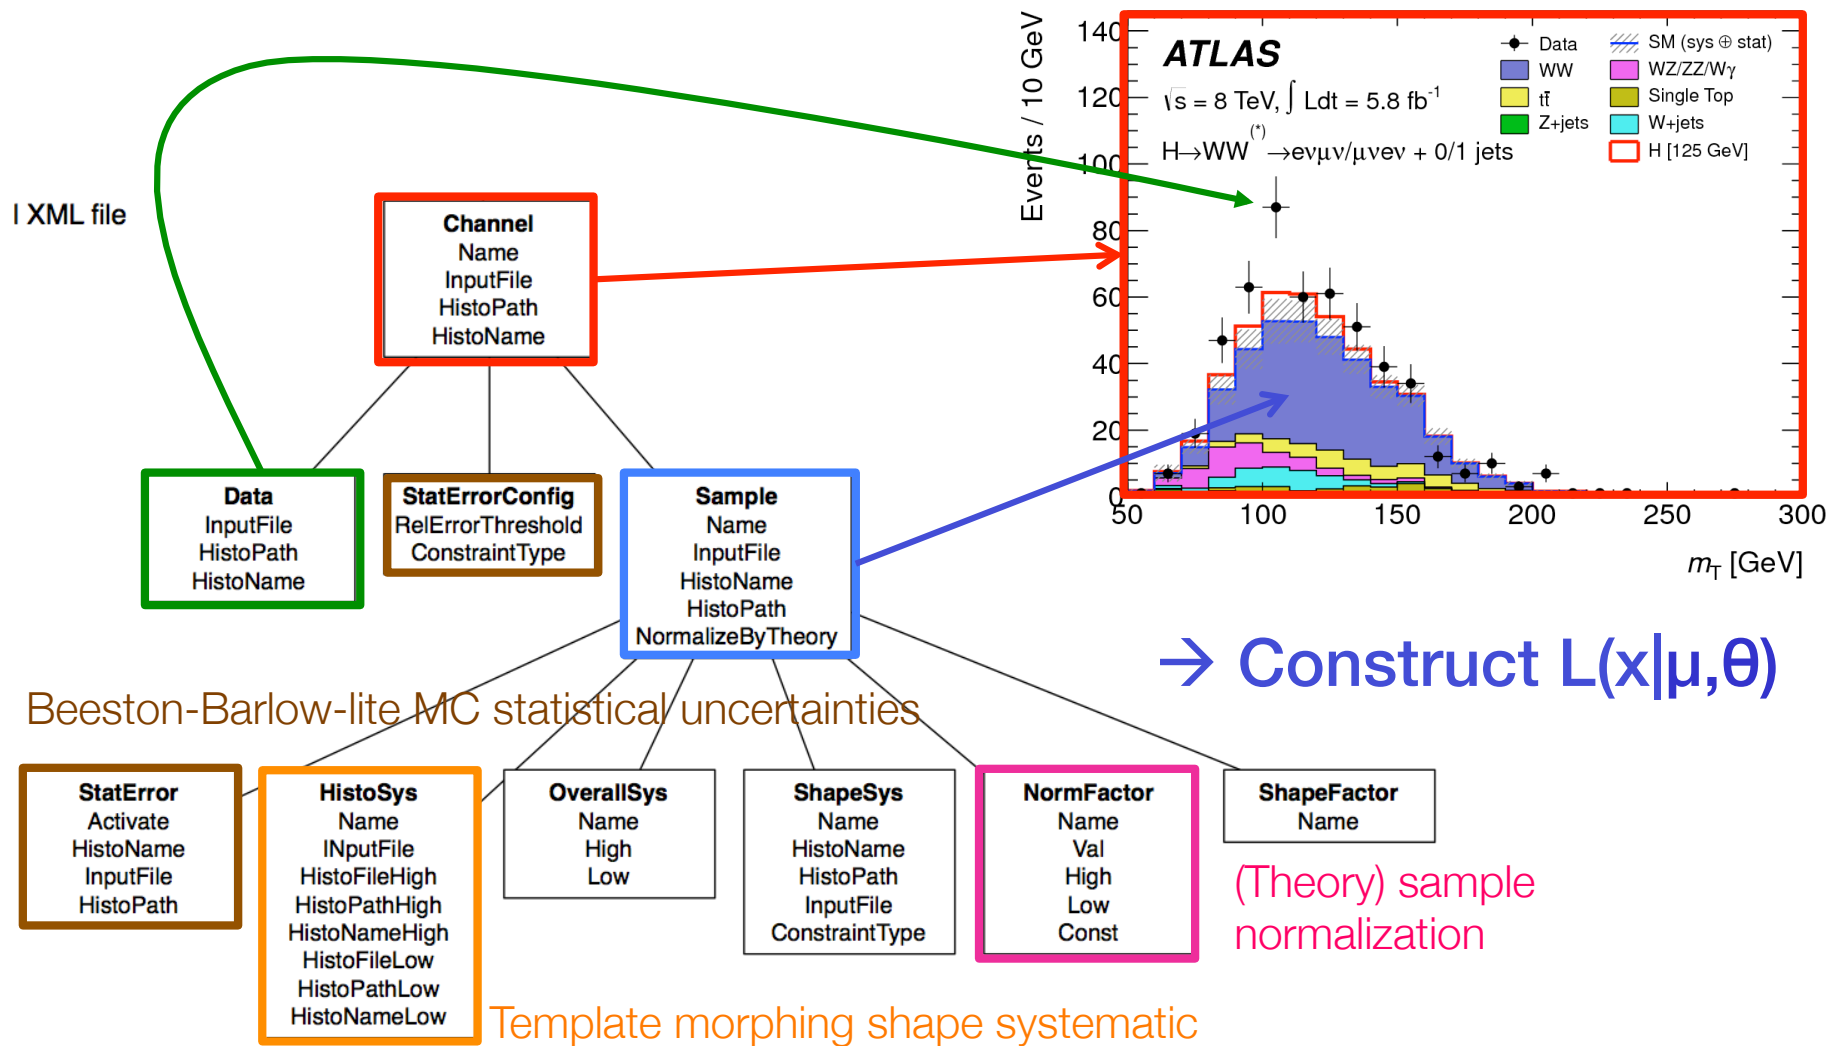 I XML file
Channel
Name
InputFile
HistoPath
HistoName
Data
InputFile
HistoPath
HistoName
StatErrorConfig
RelErrorThreshold
ConstraintType
Sample
Name
InputFile
HistoName
HistoPath
NormalizeByTheory
Events / 10 GeV
140
120
100
80
60
40
20
0
50
100
150
200
250
300
m_T [GeV]
ATLAS
√s = 8 TeV, ∫ Ldt = 5.8 fb⁻¹
H→WW(*)→eνμν/μνeν + 0/1 jets
Data
SM (sys ⊕ stat)
WW
WZ/ZZ/Wγ
tt̄
Single Top
Z+jets
W+jets
H [125 GeV]
→ Construct L(x|μ,θ)
Beeston-Barlow-lite MC statistical uncertainties
StatError
Activate
HistoName
InputFile
HistoPath
HistoSys
Name
INputFile
HistoFileHigh
HistoPathHigh
HistoNameHigh
HistoFileLow
HistoPathLow
HistoNameLow
OverallSys
Name
High
Low
ShapeSys
Name
HistoName
HistoPath
InputFile
ConstraintType
NormFactor
Name
Val
High
Low
Const
ShapeFactor
Name
(Theory) sample
normalization
Template morphing shape systematic